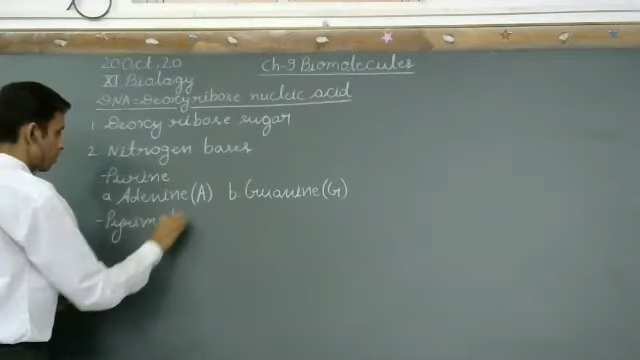 20 Oct, 20
Ch-9 Biomolecules
XI Biology
DNA = Deoxyribose nucleic acid
1. Deoxy ribose sugar
2. Nitrogen bases
- Purine
a. Adenine (A) b. Guanine (G)